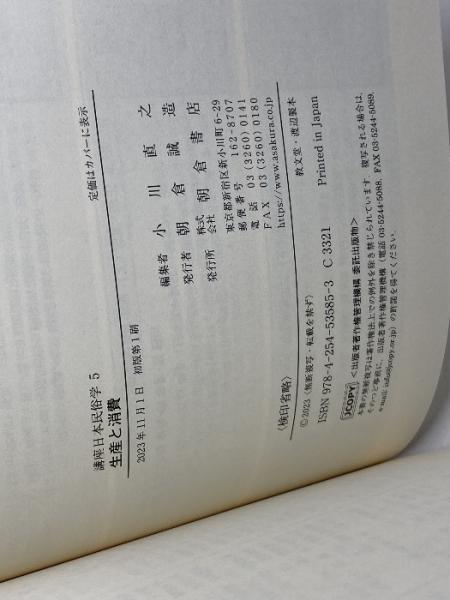 講座日本民俗学 5
生産と消費
定価はカバーに表示
2023年11月1日 初版第1刷
編集者 小川直之
発行者 朝倉誠造
発行所 株式会社 朝倉書店
東京都新宿区新小川町6-29
郵便番号 162-8707
電話 03(3260)0141
FAX 03(3260)0180
https://www.asakura.co.jp
〈検印省略〉
©2023〈無断複写・転載を禁ず〉
教文堂・渡辺製本
ISBN 978-4-254-53585-3 C 3321
Printed in Japan
JCOPY <出版者著作権管理機構 委託出版物>
本書の無断複写は著作権法上での例外を除き禁じられています．複写される場合は，
そのつど事前に，出版者著作権管理機構（電話 03-5244-5088，FAX 03-5244-5089，
e-mail: info@jcopy.or.jp）の許諾を得てください．